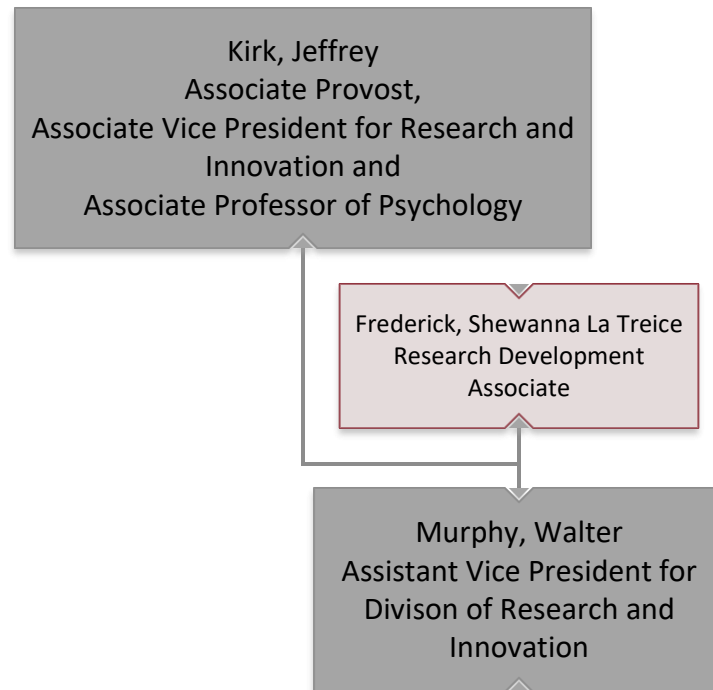 Kirk, Jeffrey
Associate Provost,
Associate Vice President for Research and
Innovation and
Associate Professor of Psychology
Frederick, Shewanna La Treice
Research Development
Associate
Murphy, Walter
Assistant Vice President for
Divison of Research and
Innovation